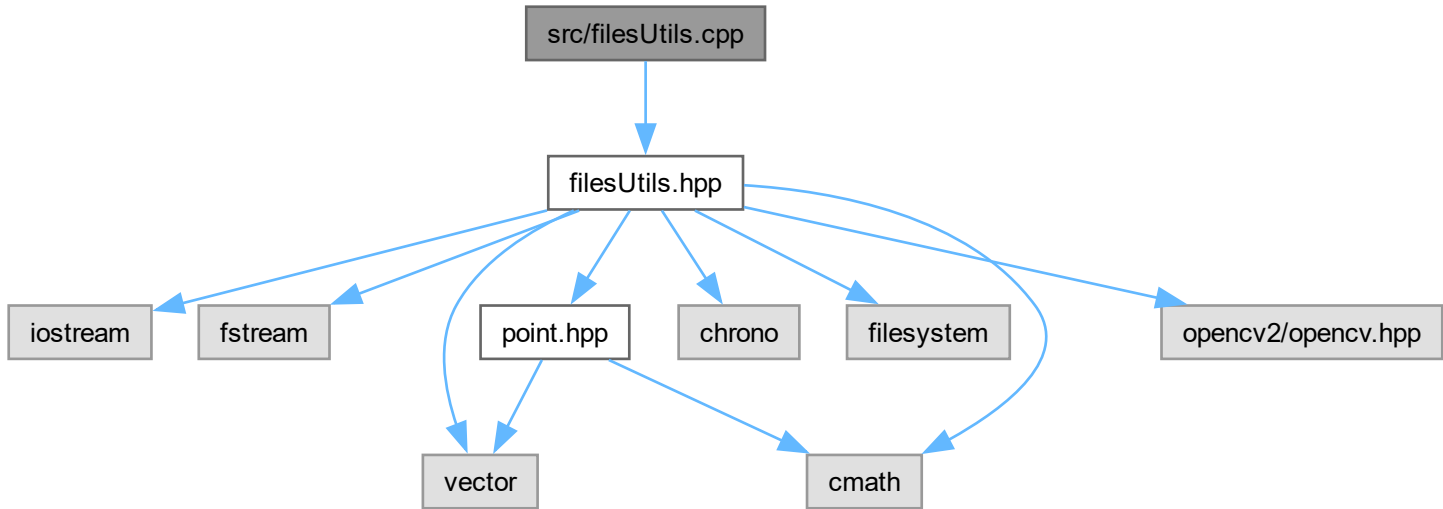 src/filesUtils.cpp
filesUtils.hpp
iostream
fstream
point.hpp
chrono
filesystem
opencv2/opencv.hpp
vector
cmath